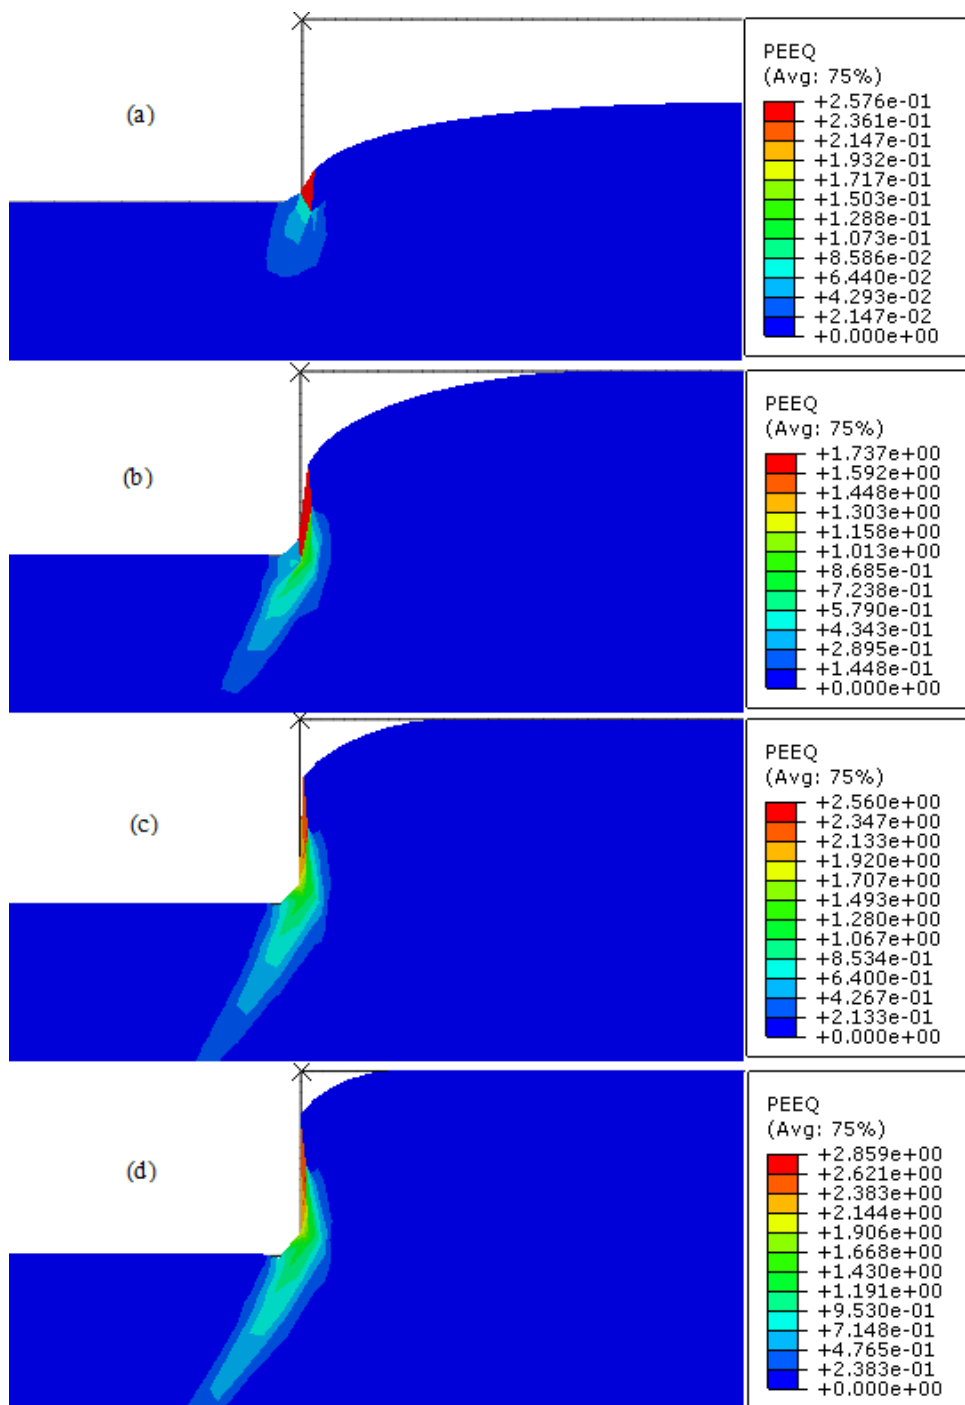 (a)
PEEQ
(Avg: 75%)
+2.576e-01
+2.361e-01
+2.147e-01
+1.932e-01
+1.717e-01
+1.503e-01
+1.288e-01
+1.073e-01
+8.586e-02
+6.440e-02
+4.293e-02
+2.147e-02
+0.000e+00
(b)
PEEQ
(Avg: 75%)
+1.737e+00
+1.592e+00
+1.448e+00
+1.303e+00
+1.158e+00
+1.013e+00
+8.685e-01
+7.238e-01
+5.790e-01
+4.343e-01
+2.895e-01
+1.448e-01
+0.000e+00
(c)
PEEQ
(Avg: 75%)
+2.560e+00
+2.347e+00
+2.133e+00
+1.920e+00
+1.707e+00
+1.493e+00
+1.280e+00
+1.067e+00
+8.534e-01
+6.400e-01
+4.267e-01
+2.133e-01
+0.000e+00
(d)
PEEQ
(Avg: 75%)
+2.859e+00
+2.621e+00
+2.383e+00
+2.144e+00
+1.906e+00
+1.668e+00
+1.430e+00
+1.191e+00
+9.530e-01
+7.148e-01
+4.765e-01
+2.383e-01
+0.000e+00